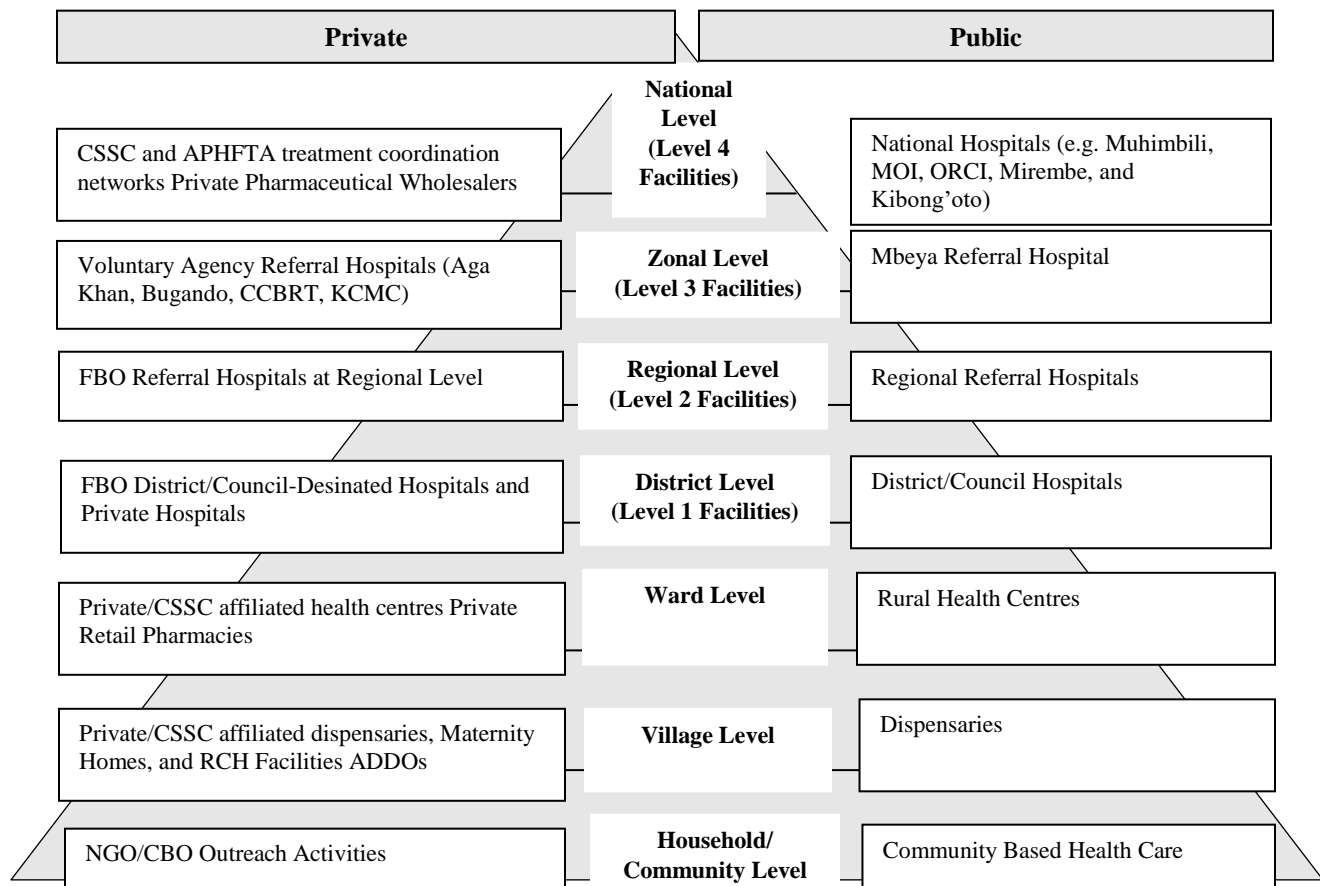 Private
Public
National
Level
(Level 4
Facilities)
CSSC and APHFTA treatment coordination
networks Private Pharmaceutical Wholesalers
National Hospitals (e.g. Muhimbili,
MOI, ORCI, Mirembe, and
Kibong’oto)
Voluntary Agency Referral Hospitals (Aga
Khan, Bugando, CCBRT, KCMC)
Zonal Level
(Level 3 Facilities)
Mbeya Referral Hospital
FBO Referral Hospitals at Regional Level
Regional Level
(Level 2 Facilities)
Regional Referral Hospitals
FBO District/Council-Desinated Hospitals and
Private Hospitals
District Level
(Level 1 Facilities)
District/Council Hospitals
Private/CSSC affiliated health centres Private
Retail Pharmacies
Ward Level
Rural Health Centres
Private/CSSC affiliated dispensaries, Maternity
Homes, and RCH Facilities ADDOs
Village Level
Dispensaries
NGO/CBO Outreach Activities
Household/
Community Level
Community Based Health Care